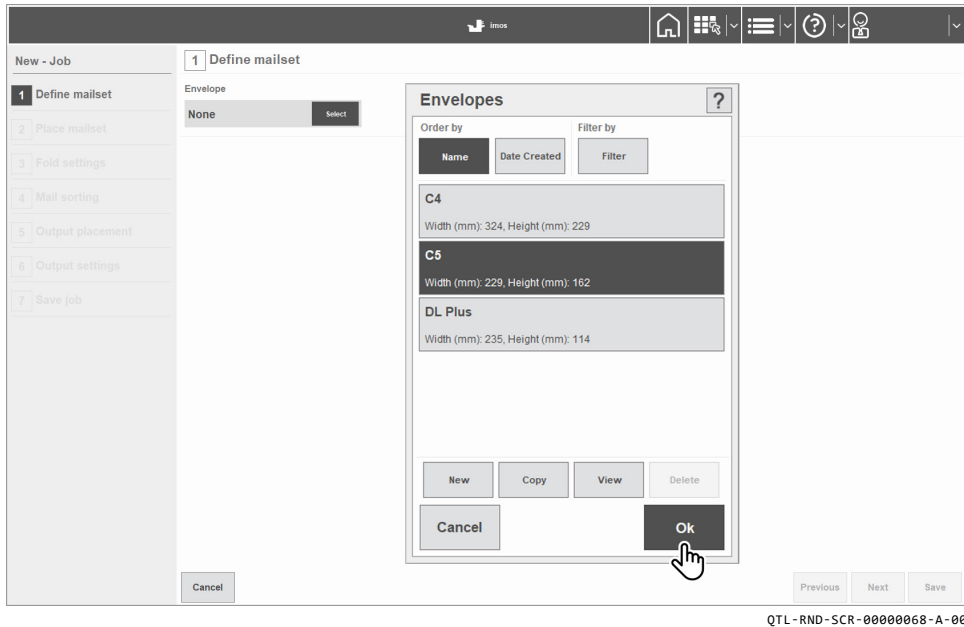 imos
New - Job
1 Define mailset
2 Place mailset
3 Fold settings
4 Mail sorting
5 Output placement
6 Output settings
7 Save job
1 Define mailset
Envelope
None Select
Envelopes ?
Order by Filter by
Name Date Created Filter
C4
Width (mm): 324, Height (mm): 229
C5
Width (mm): 229, Height (mm): 162
DL Plus
Width (mm): 235, Height (mm): 114
New Copy View Delete
Cancel Ok
Cancel Previous Next Save
QTL-RND-SCR-00000068-A-00